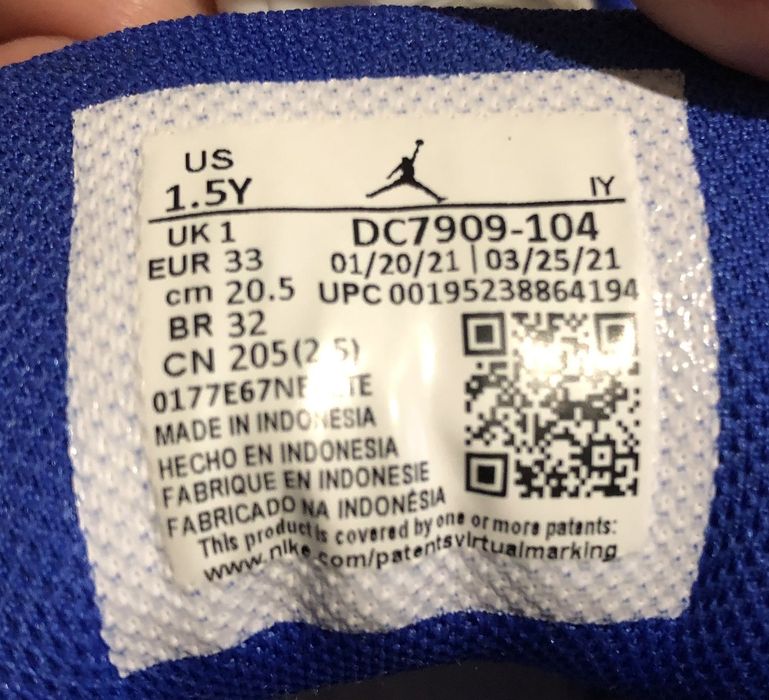 US
1.5Y
IY
UK 1
DC7909-104
EUR 33
01/20/21 | 03/25/21
cm 20.5
UPC 00195238864194
BR 32
CN 205(2.5)
MADE IN INDONESIA
HECHO EN INDONESIA
FABRIQUE EN INDONESIE
FABRICADO NA INDONÉSIA
This product is covered by one or more patents:
www.nike.com/patentsvirtualmarking